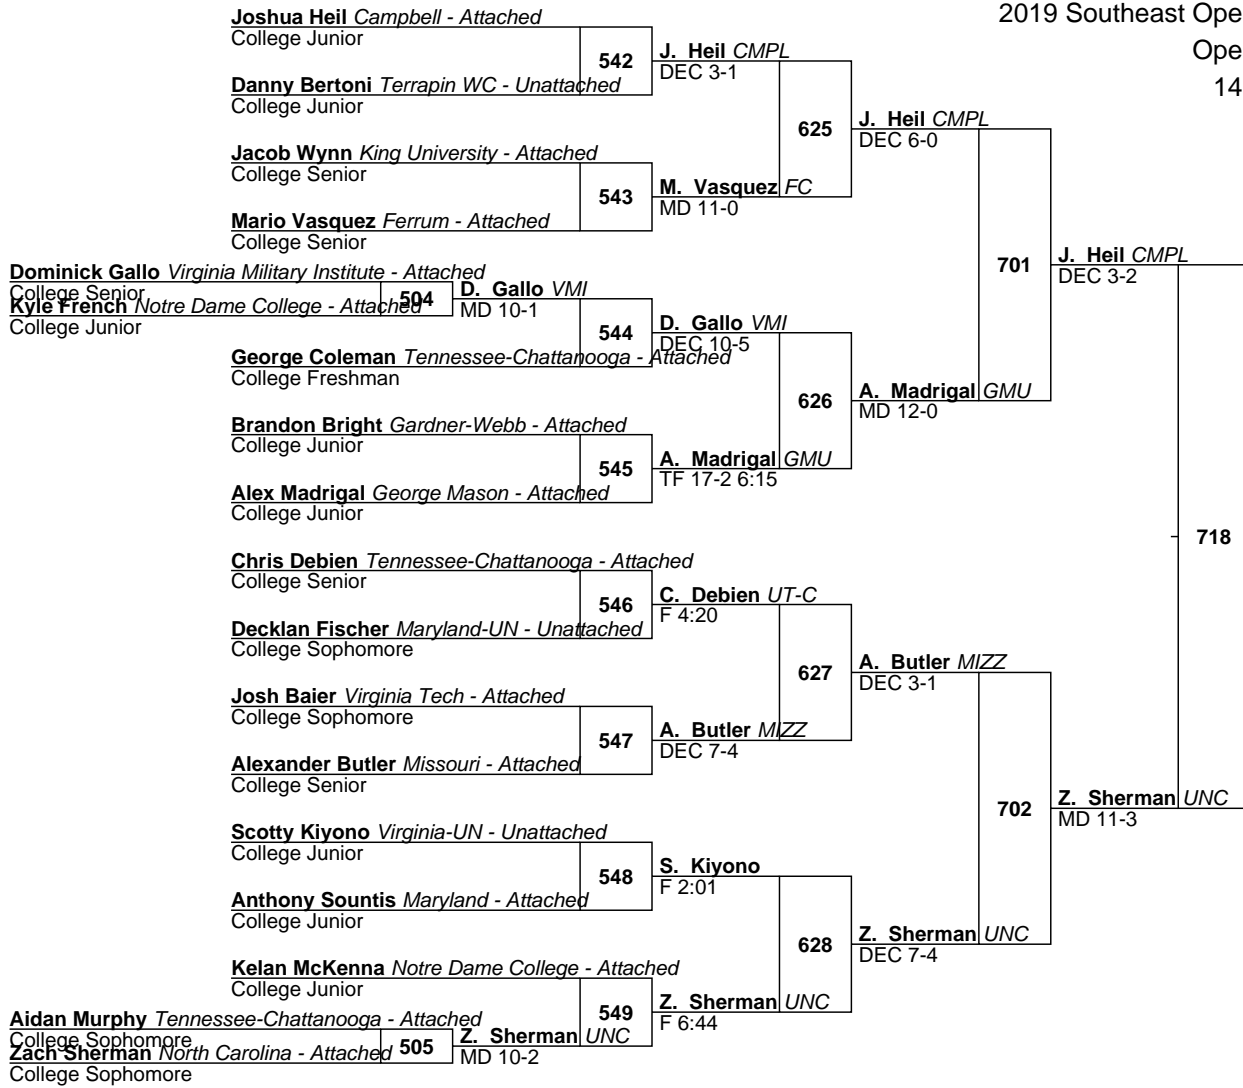 2019 Southeast Ope
Ope
14
Joshua Heil Campbell - Attached
College Junior
542
J. Heil CMPL
DEC 3-1
Danny Bertoni Terrapin WC - Unattached
College Junior
625
J. Heil CMPL
DEC 6-0
Jacob Wynn King University - Attached
College Senior
543
M. Vasquez FC
MD 11-0
Mario Vasquez Ferrum - Attached
College Senior
701
J. Heil CMPL
DEC 3-2
Dominick Gallo Virginia Military Institute - Attached
College Senior
504
D. Gallo VMI
MD 10-1
Kyle French Notre Dame College - Attached
College Junior
544
D. Gallo VMI
DEC 10-5
George Coleman Tennessee-Chattanooga - Attached
College Freshman
626
A. Madrigal GMU
MD 12-0
Brandon Bright Gardner-Webb - Attached
College Junior
545
A. Madrigal GMU
TF 17-2 6:15
Alex Madrigal George Mason - Attached
College Junior
718
Chris Debien Tennessee-Chattanooga - Attached
College Senior
546
C. Debien UT-C
F 4:20
Decklan Fischer Maryland-UN - Unattached
College Sophomore
627
A. Butler MIZZ
DEC 3-1
Josh Baier Virginia Tech - Attached
College Sophomore
547
A. Butler MIZZ
DEC 7-4
Alexander Butler Missouri - Attached
College Senior
702
Z. Sherman UNC
MD 11-3
Scotty Kiyono Virginia-UN - Unattached
College Junior
548
S. Kiyono
F 2:01
Anthony Sountis Maryland - Attached
College Junior
628
Z. Sherman UNC
DEC 7-4
Kelan McKenna Notre Dame College - Attached
College Junior
549
Z. Sherman UNC
F 6:44
Aidan Murphy Tennessee-Chattanooga - Attached
College Sophomore
505
Z. Sherman UNC
MD 10-2
Zach Sherman North Carolina - Attached
College Sophomore